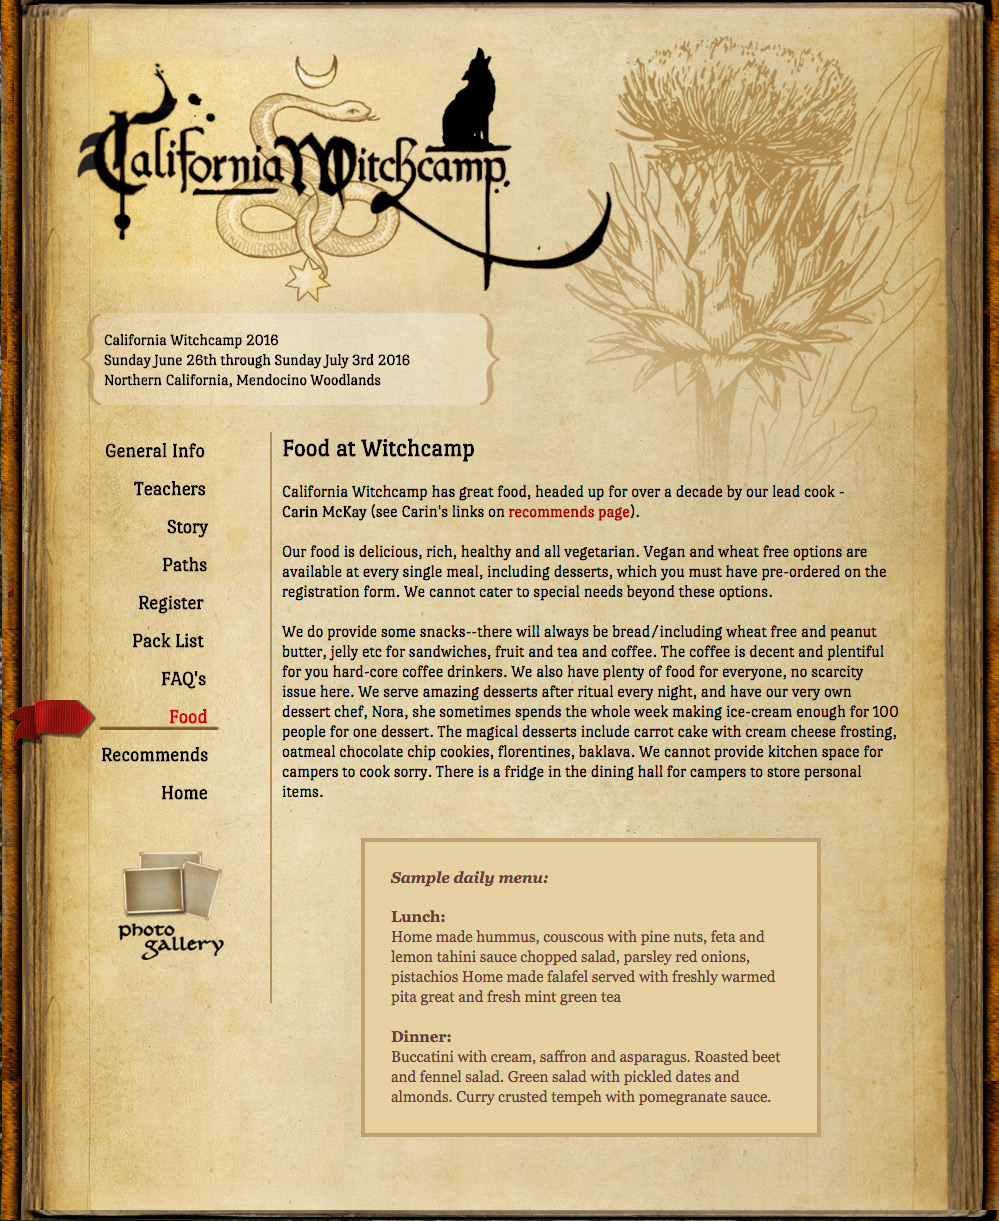 California Witchcamp.
California Witchcamp 2016
Sunday June 26th through Sunday July 3rd 2016
Northern California, Mendocino Woodlands
General Info
Teachers
Story
Paths
Register
Pack List
FAQ's
Food
Recommends
Home
photo
gallery
Food at Witchcamp
California Witchcamp has great food, headed up for over a decade by our lead cook -
Carin McKay (see Carin's links on recommends page).
Our food is delicious, rich, healthy and all vegetarian. Vegan and wheat free options are
available at every single meal, including desserts, which you must have pre-ordered on the
registration form. We cannot cater to special needs beyond these options.
We do provide some snacks--there will always be bread/including wheat free and peanut
butter, jelly etc for sandwiches, fruit and tea and coffee. The coffee is decent and plentiful
for you hard-core coffee drinkers. We also have plenty of food for everyone, no scarcity
issue here. We serve amazing desserts after ritual every night, and have our very own
dessert chef, Nora, she sometimes spends the whole week making ice-cream enough for 100
people for one dessert. The magical desserts include carrot cake with cream cheese frosting,
oatmeal chocolate chip cookies, florentines, baklava. We cannot provide kitchen space for
campers to cook sorry. There is a fridge in the dining hall for campers to store personal
items.
Sample daily menu:
Lunch:
Home made hummus, couscous with pine nuts, feta and
lemon tahini sauce chopped salad, parsley red onions,
pistachios Home made falafel served with freshly warmed
pita great and fresh mint green tea
Dinner:
Buccatini with cream, saffron and asparagus. Roasted beet
and fennel salad. Green salad with pickled dates and
almonds. Curry crusted tempeh with pomegranate sauce.